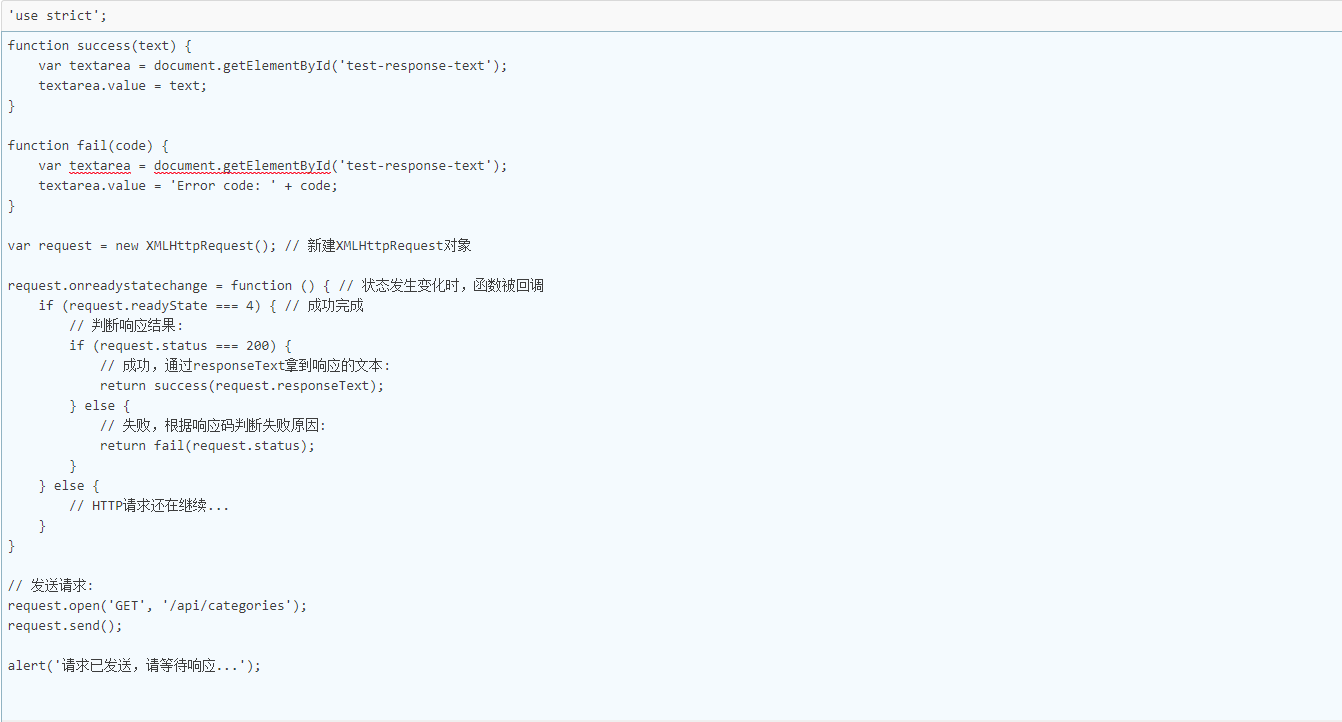 'use strict';
function success(text) {
    var textarea = document.getElementById('test-response-text');
    textarea.value = text;
}
function fail(code) {
    var textarea = document.getElementById('test-response-text');
    textarea.value = 'Error code: ' + code;
}
var request = new XMLHttpRequest(); // 新建XMLHttpRequest对象
request.onreadystatechange = function () { // 状态发生变化时，函数被回调
    if (request.readyState === 4) { // 成功完成
        // 判断响应结果:
        if (request.status === 200) {
            // 成功，通过responseText拿到响应的文本:
            return success(request.responseText);
        } else {
            // 失败，根据响应码判断失败原因:
            return fail(request.status);
        }
    } else {
        // HTTP请求还在继续...
    }
}
// 发送请求:
request.open('GET', '/api/categories');
request.send();
alert('请求已发送，请等待响应...');